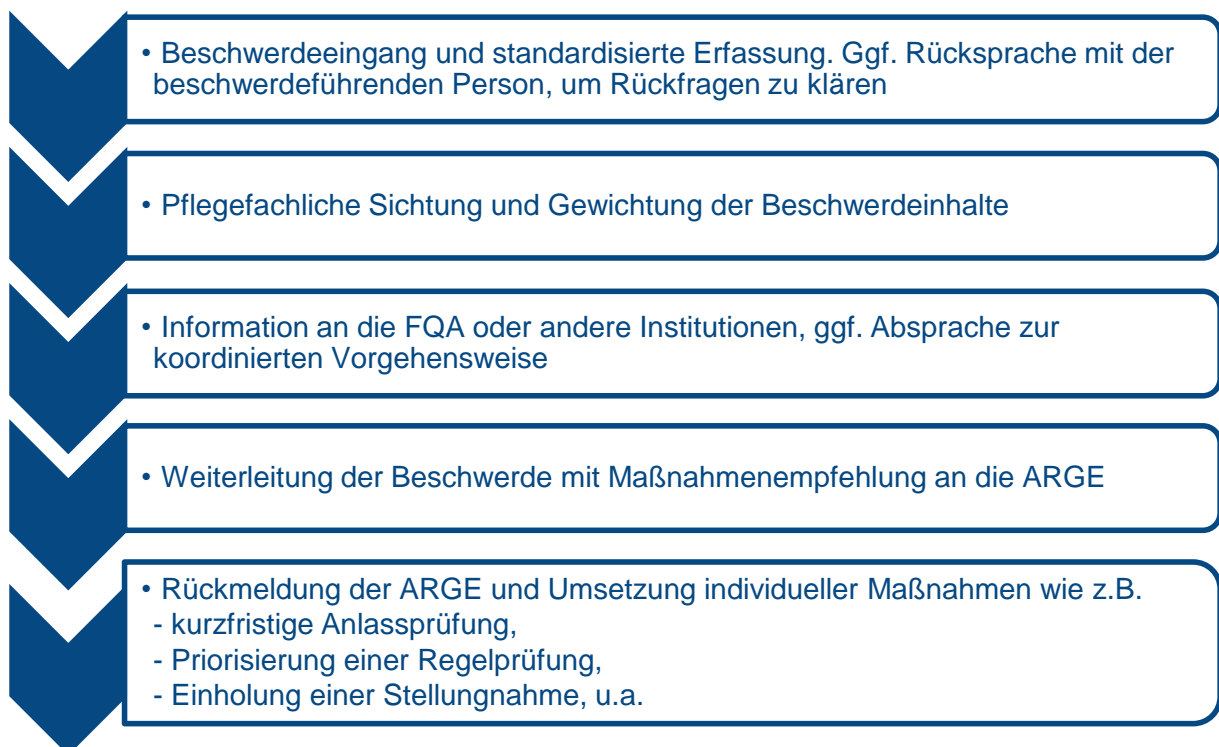 • Beschwerdeeingang und standardisierte Erfassung. Ggf. Rücksprache mit der
beschwerdeführenden Person, um Rückfragen zu klären
• Pflegefachliche Sichtung und Gewichtung der Beschwerdeinhalte
• Information an die FQA oder andere Institutionen, ggf. Absprache zur
koordinierten Vorgehensweise
• Weiterleitung der Beschwerde mit Maßnahmenempfehlung an die ARGE
• Rückmeldung der ARGE und Umsetzung individueller Maßnahmen wie z.B.
- kurzfristige Anlassprüfung,
- Priorisierung einer Regelprüfung,
- Einholung einer Stellungnahme, u.a.